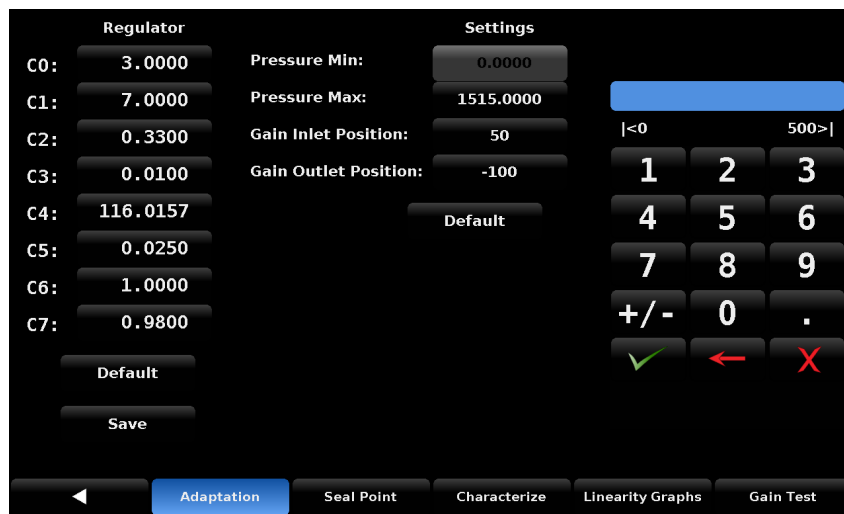 Regulator
C0: 3.0000
C1: 7.0000
C2: 0.3300
C3: 0.0100
C4: 116.0157
C5: 0.0250
C6: 1.0000
C7: 0.9800
Default
Save
Settings
Pressure Min: 0.0000
Pressure Max: 1515.0000
Gain Inlet Position: 50
Gain Outlet Position: -100
Default
|<0 500>|
1 2 3
4 5 6
7 8 9
+/- 0 .
X
Adaptation Seal Point Characterize Linearity Graphs Gain Test